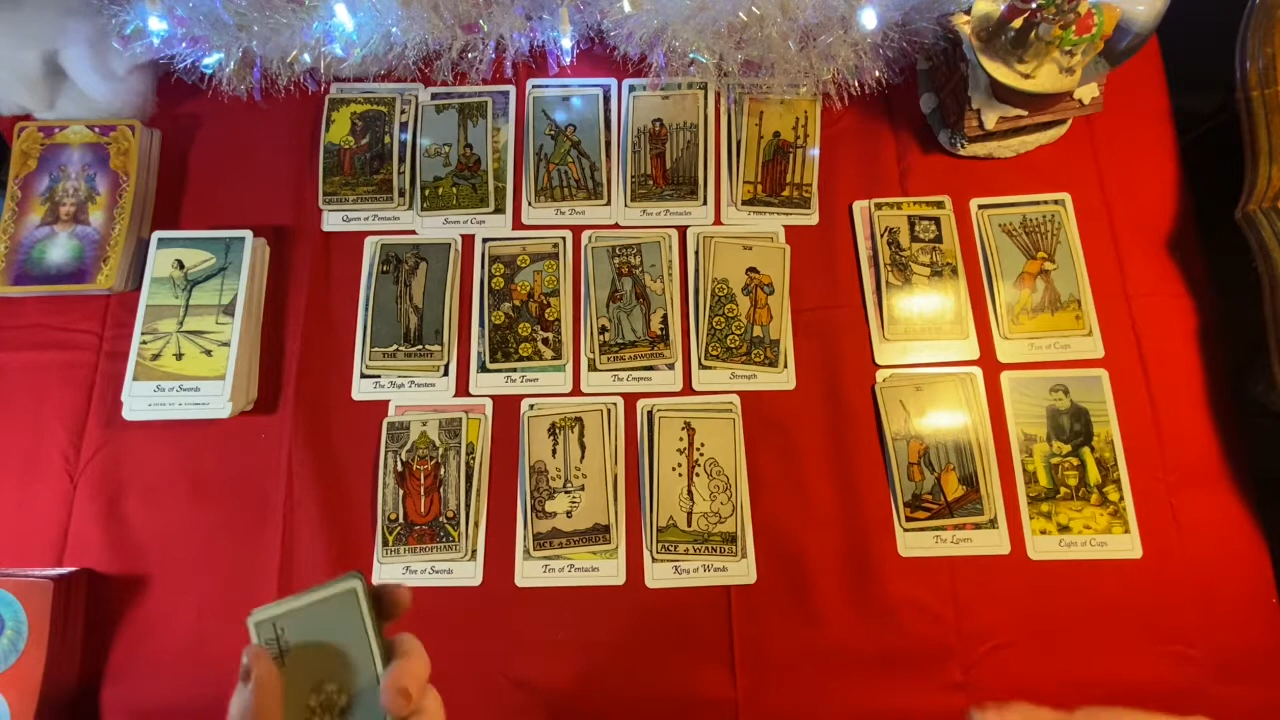 QUEEN of PENTACLES
Queen of Pentacles
Seven of Cups
The Devil
Five of Pentacles
THE HERMIT.
The High Priestess
The Tower
KING of SWORDS.
The Empress
Strength
Five of Cups
Six of Swords
V
THE HIEROPHANT.
Five of Swords
ACE of SWORDS.
Ten of Pentacles
ACE of WANDS.
King of Wands
The Lovers
Eight of Cups